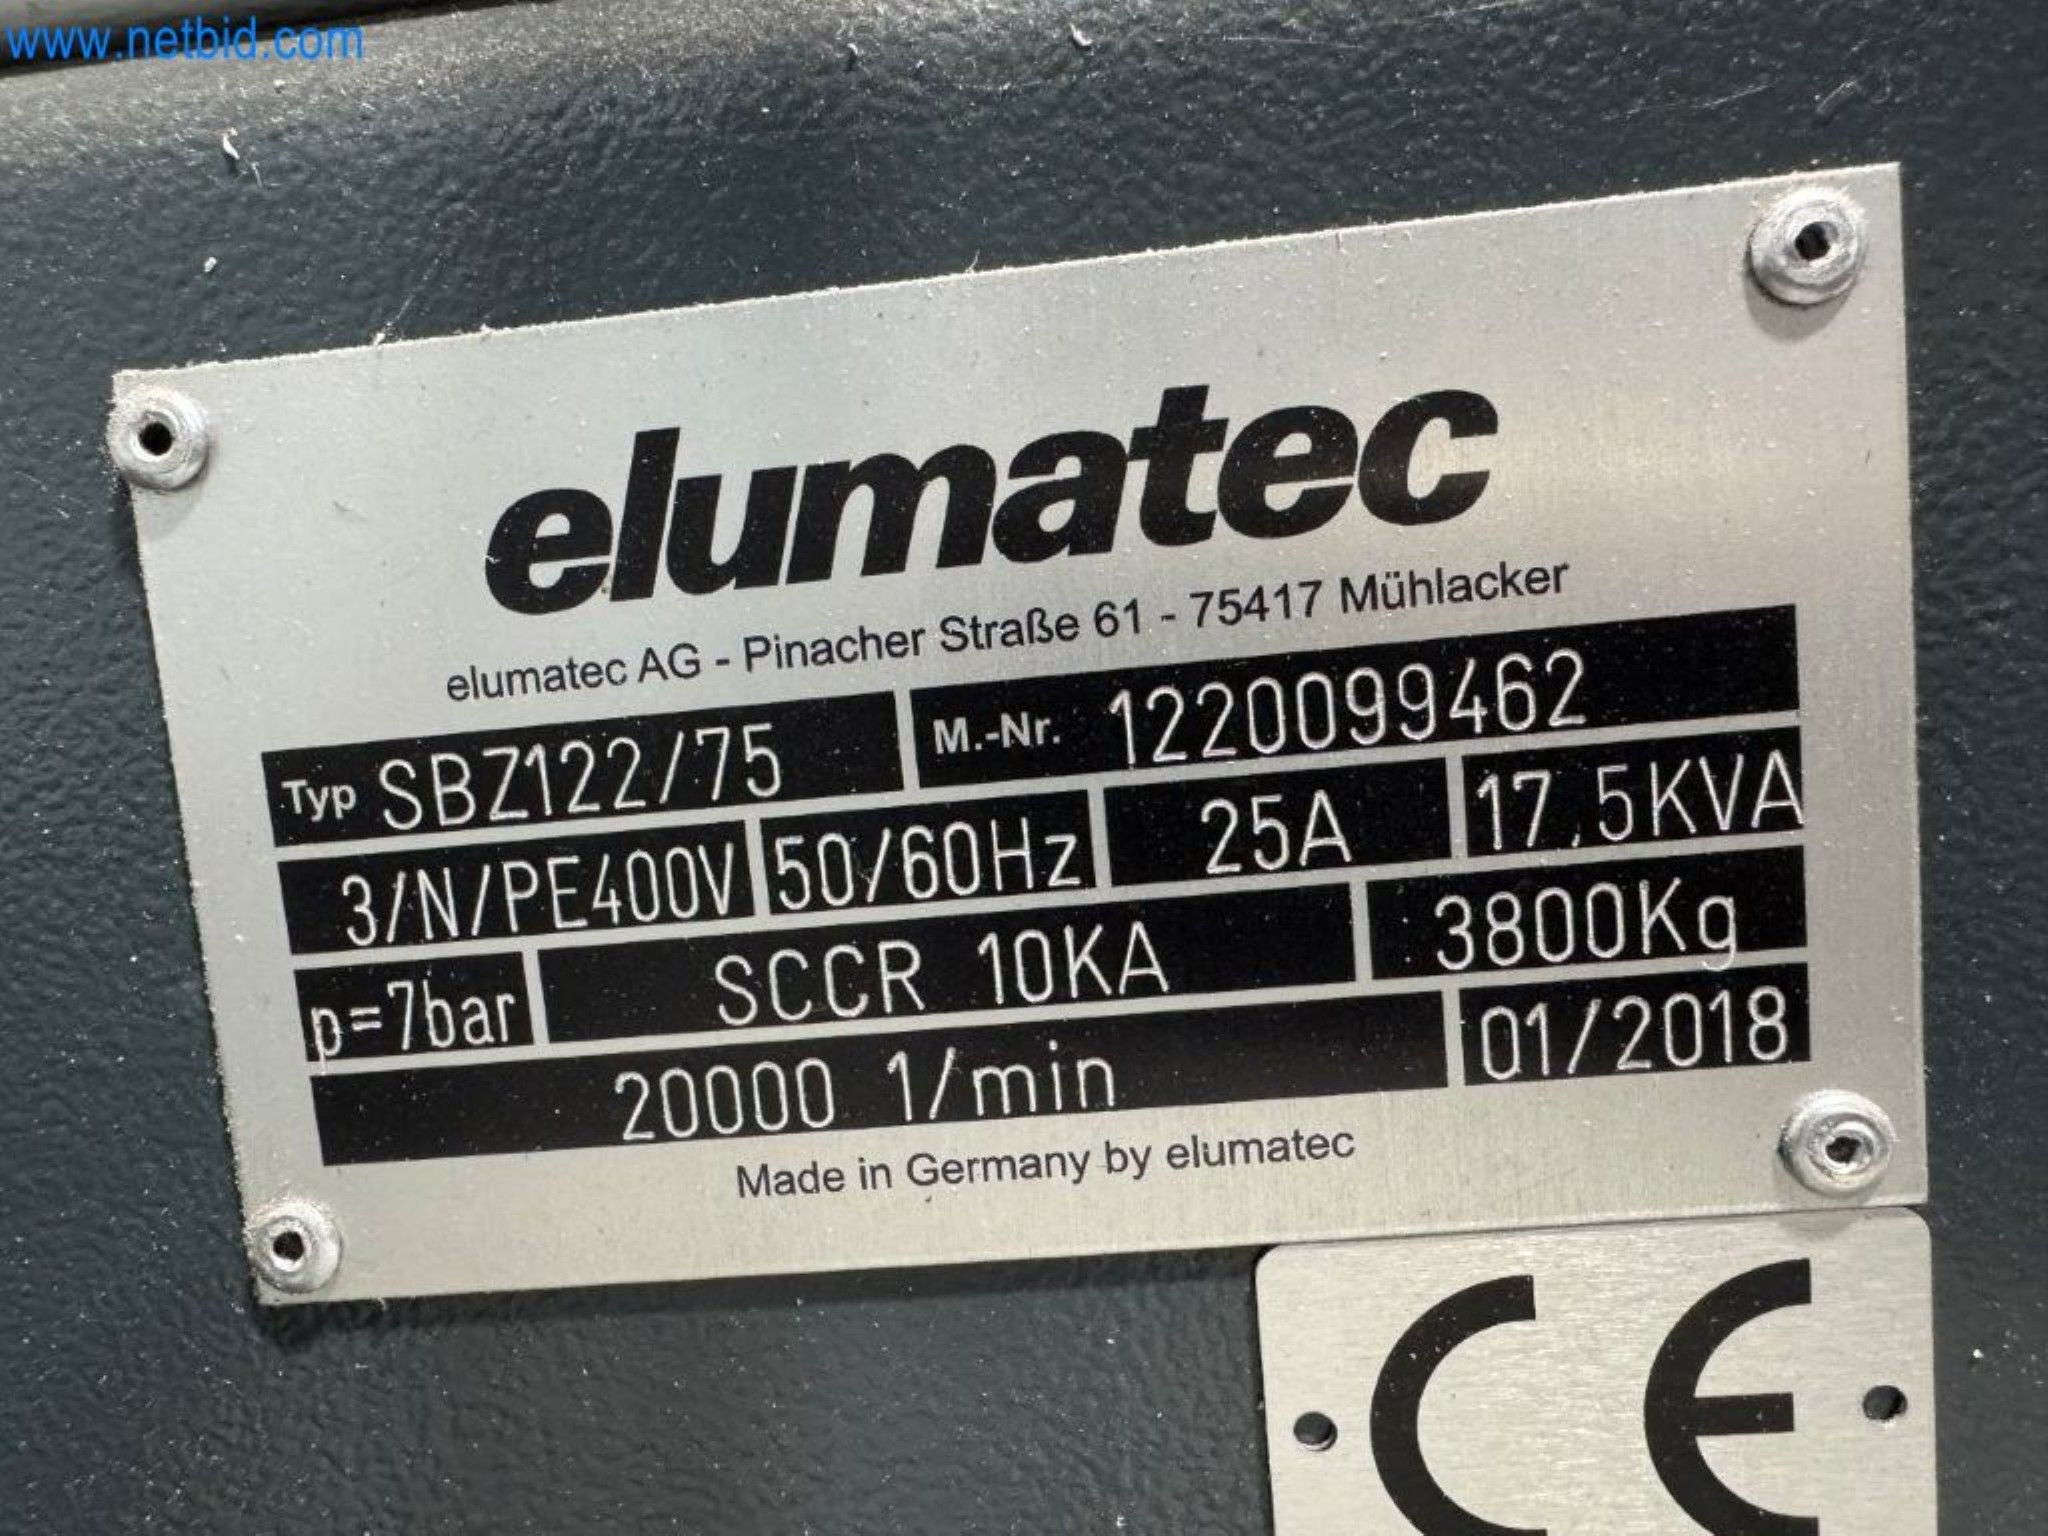 www.netbid.com
elumatec
elumatec AG - Pinacher Straße 61 - 75417 Mühlacker
Typ SBZ122/75 M.-Nr. 1220099462
3/N/PE400V 50/60Hz 25A 17,5KVA
p=7bar SCCR 10KA 3800Kg
20000 1/min 01/2018
Made in Germany by elumatec
CE